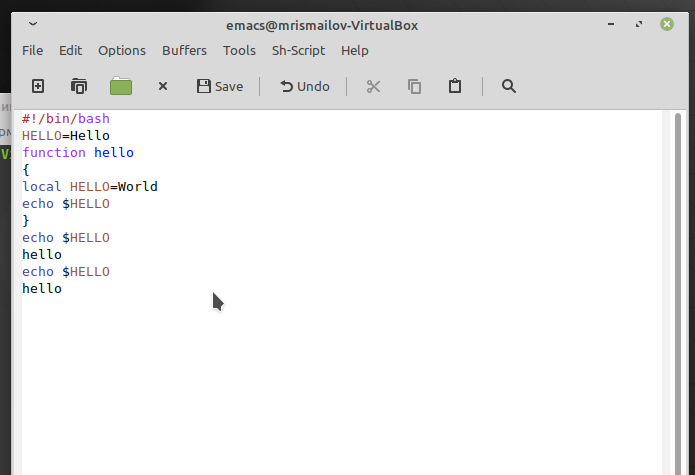 emacs@mrismailov-VirtualBox
File Edit Options Buffers Tools Sh-Script Help
Save Undo
#!/bin/bash
HELLO=Hello
function hello
{
local HELLO=World
echo $HELLO
}
echo $HELLO
hello
echo $HELLO
hello